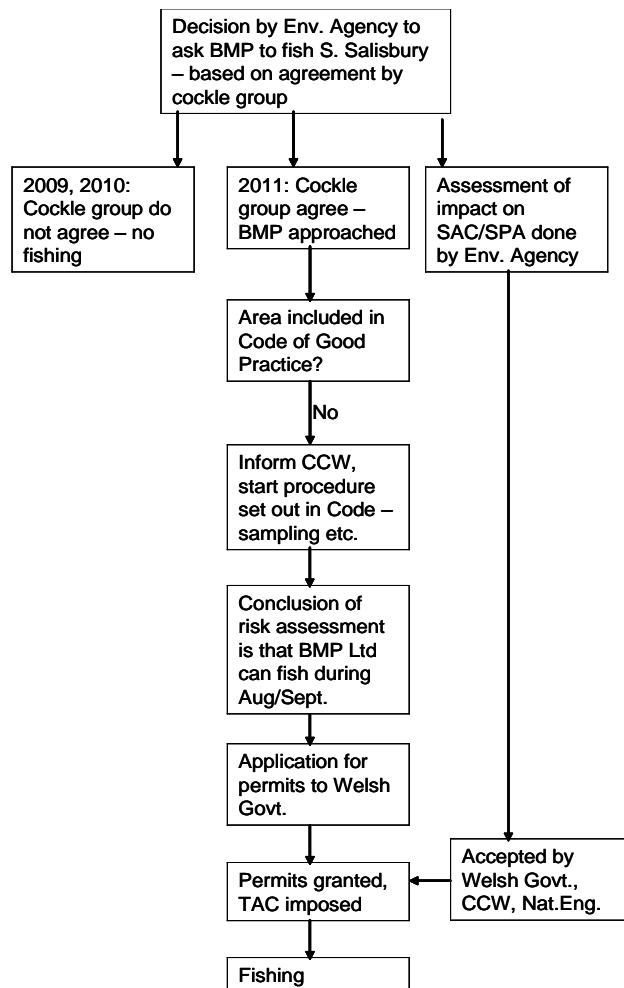 Decision by Env. Agency to
ask BMP to fish S. Salisbury
– based on agreement by
cockle group
2009, 2010:
Cockle group do
not agree – no
fishing
2011: Cockle
group agree –
BMP approached
Assessment of
impact on
SAC/SPA done
by Env. Agency
Area included in
Code of Good
Practice?
No
Inform CCW,
start procedure
set out in Code –
sampling etc.
Conclusion of
risk assessment
is that BMP Ltd
can fish during
Aug/Sept.
Application for
permits to Welsh
Govt.
Permits granted,
TAC imposed
Accepted by
Welsh Govt.,
CCW, Nat.Eng.
Fishing